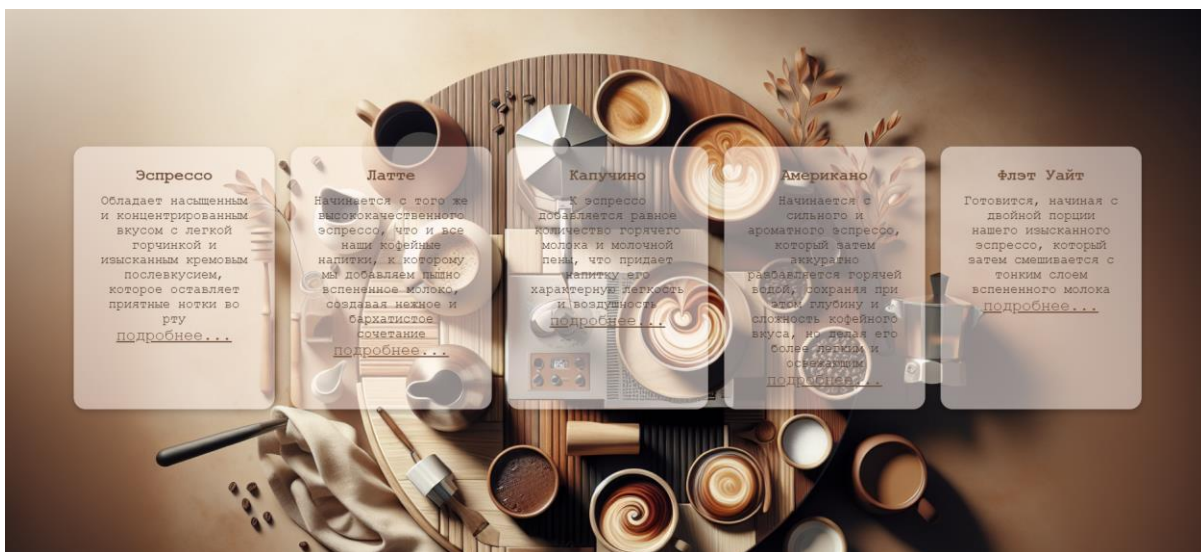 Эспрессо
Обладает насыщенным
и концентрированным
вкусом с легкой
горчинкой и
изысканным кремовым
послевкусием,
которое оставляет
приятные нотки во
рту
подробнее...
Латте
Начинается с того же
высококачественного
эспрессо, что и все
наши кофейные
напитки, к которому
мы добавляем пышно
вспененное молоко,
создавая нежное и
бархатистое
сочетание
подробнее...
Капучино
К эспрессо
добавляется равное
количество горячего
молока и молочной
пены, что придает
напитку его
характерную легкость
и воздушность
подробнее...
Американо
Начинается с
сильного и
ароматного эспрессо,
который затем
аккуратно
разбавляется горячей
водой, сохраняя при
этом глубину и
сложность кофейного
вкуса, но делая его
более легким и
освежающим
подробнее...
Флэт Уайт
Готовится, начиная с
двойной порции
нашего изысканного
эспрессо, который
затем смешивается с
тонким слоем
вспененного молока
подробнее...